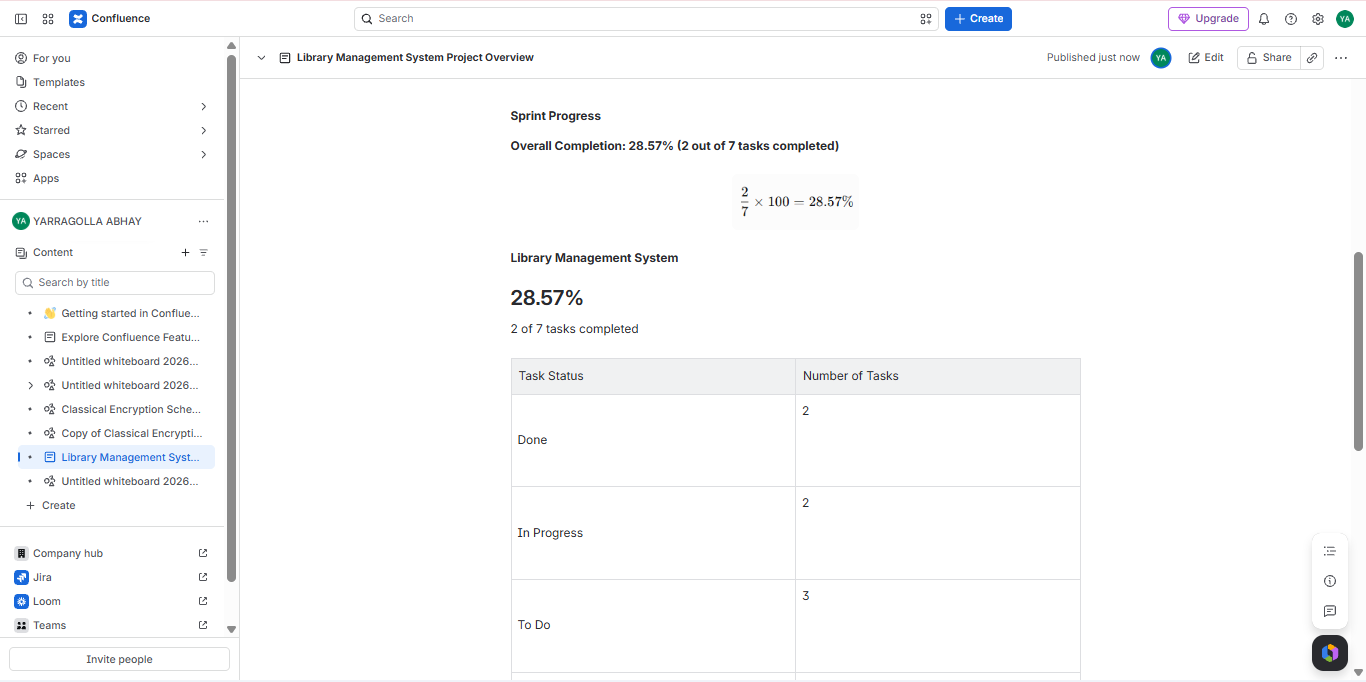 Confluence
Search
Create
Upgrade
YA
For you
Templates
Recent
Starred
Spaces
Apps
YA YARRAGOLLA ABHAY
Content
Search by title
Getting started in Conflue...
Explore Confluence Featu...
Untitled whiteboard 2026...
Untitled whiteboard 2026...
Classical Encryption Sche...
Copy of Classical Encrypti...
Library Management Syst...
Untitled whiteboard 2026...
Create
Company hub
Jira
Loom
Teams
Invite people
Library Management System Project Overview
Published just now
YA
Edit
Share
Sprint Progress
Overall Completion: 28.57% (2 out of 7 tasks completed)
2/7 × 100 = 28.57%
Library Management System
28.57%
2 of 7 tasks completed
Task Status Number of Tasks
Done 2
In Progress 2
To Do 3